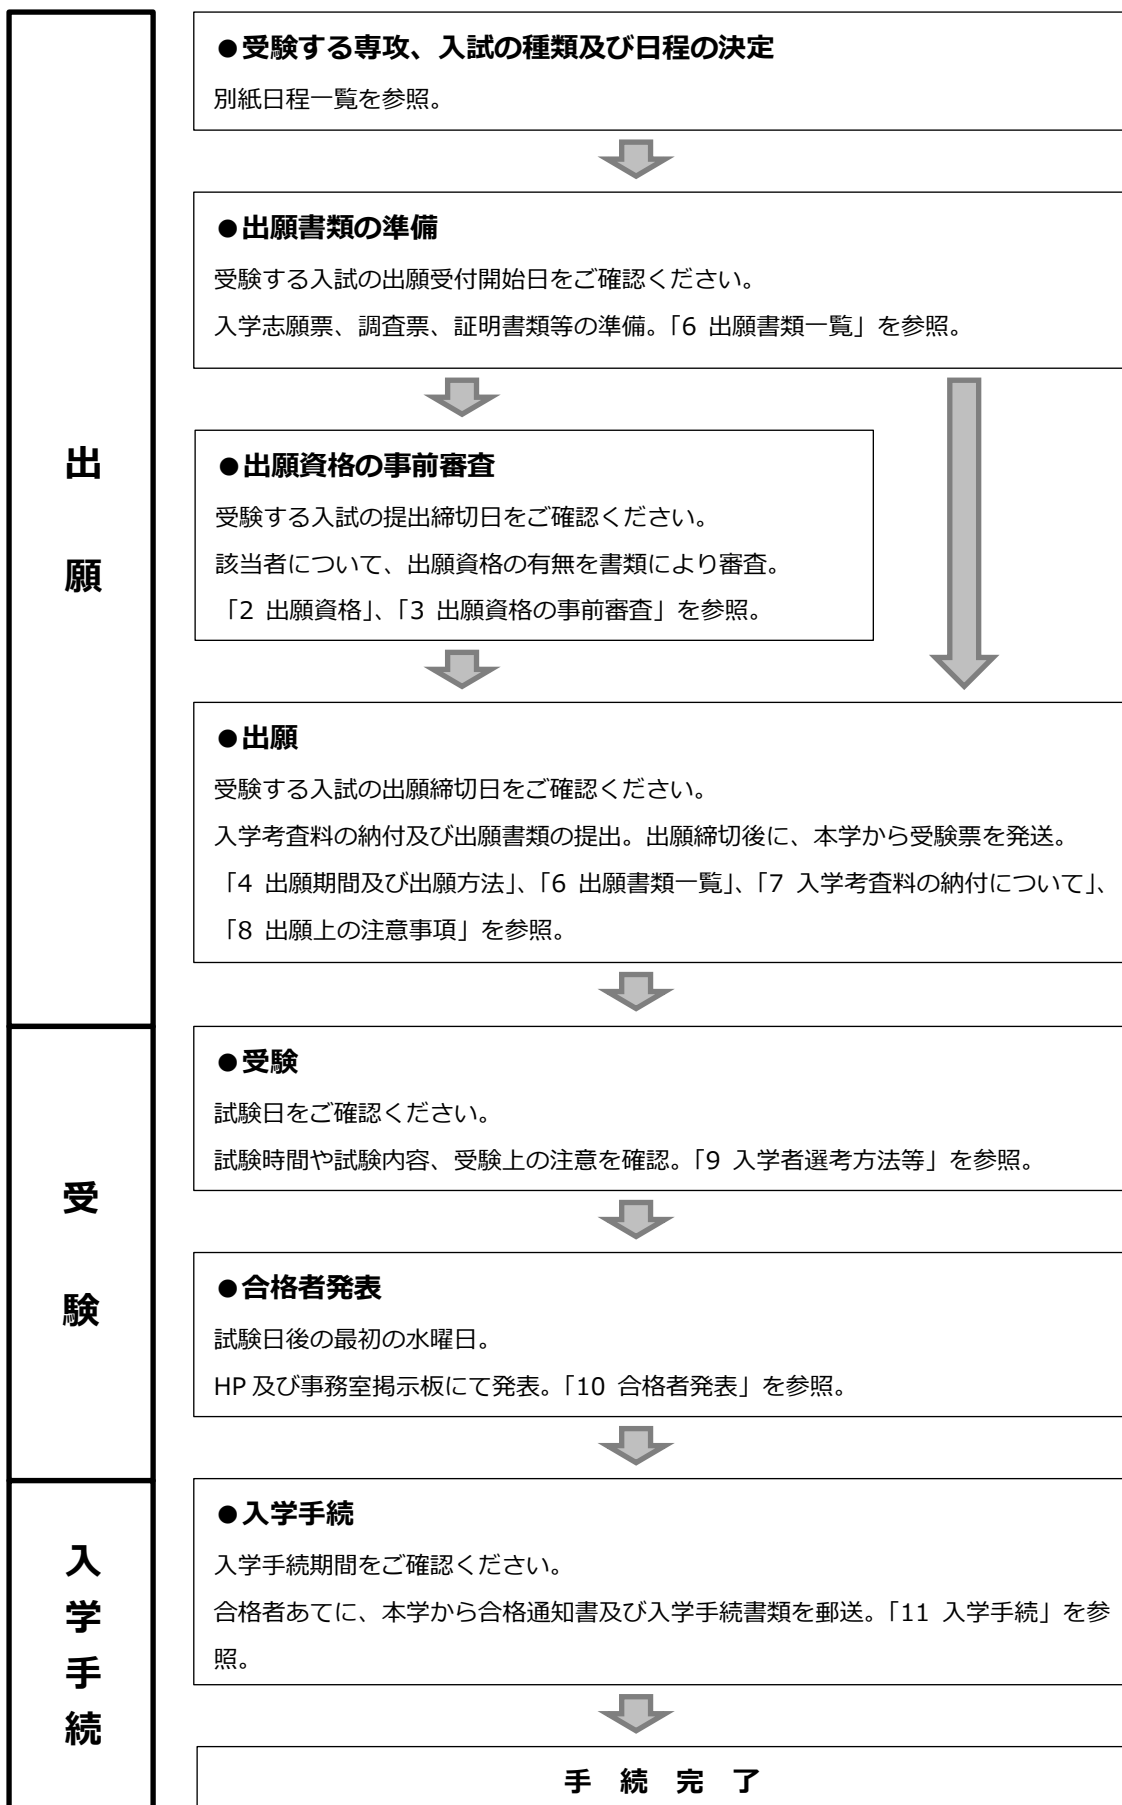 出
願
●受験する専攻、入試の種類及び日程の決定
別紙日程一覧を参照。
●出願書類の準備
受験する入試の出願受付開始日をご確認ください。
入学志願票、調査票、証明書類等の準備。「6 出願書類一覧」を参照。
●出願資格の事前審査
受験する入試の提出締切日をご確認ください。
該当者について、出願資格の有無を書類により審査。
「2 出願資格」、「3 出願資格の事前審査」を参照。
●出願
受験する入試の出願締切日をご確認ください。
入学考査料の納付及び出願書類の提出。出願締切後に、本学から受験票を発送。
「4 出願期間及び出願方法」、「6 出願書類一覧」、「7 入学考査料の納付について」、
「8 出願上の注意事項」を参照。
受
験
●受験
試験日をご確認ください。
試験時間や試験内容、受験上の注意を確認。「9 入学者選考方法等」を参照。
●合格者発表
試験日後の最初の水曜日。
HP 及び事務室掲示板にて発表。「10 合格者発表」を参照。
入
学
手
続
●入学手続
入学手続期間をご確認ください。
合格者あてに、本学から合格通知書及び入学手続書類を郵送。「11 入学手続」を参
照。
手 続 完 了